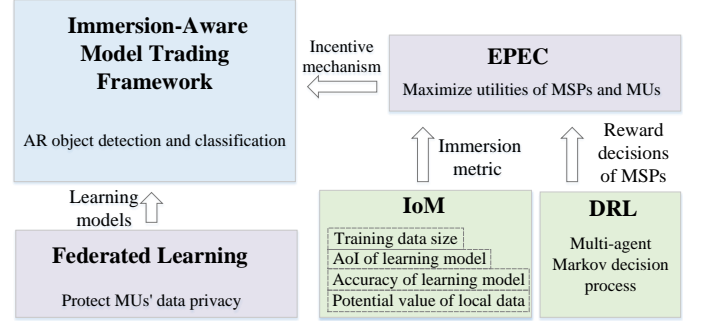 Immersion-Aware
Model Trading
Framework
AR object detection and classification
Incentive
mechanism
EPEC
Maximize utilities of MSPs and MUs
Learning
models
Immersion
metric
Reward
decisions
of MSPs
Federated Learning
Protect MUs' data privacy
IoM
Training data size
AoI of learning model
Accuracy of learning model
Potential value of local data
DRL
Multi-agent
Markov decision
process